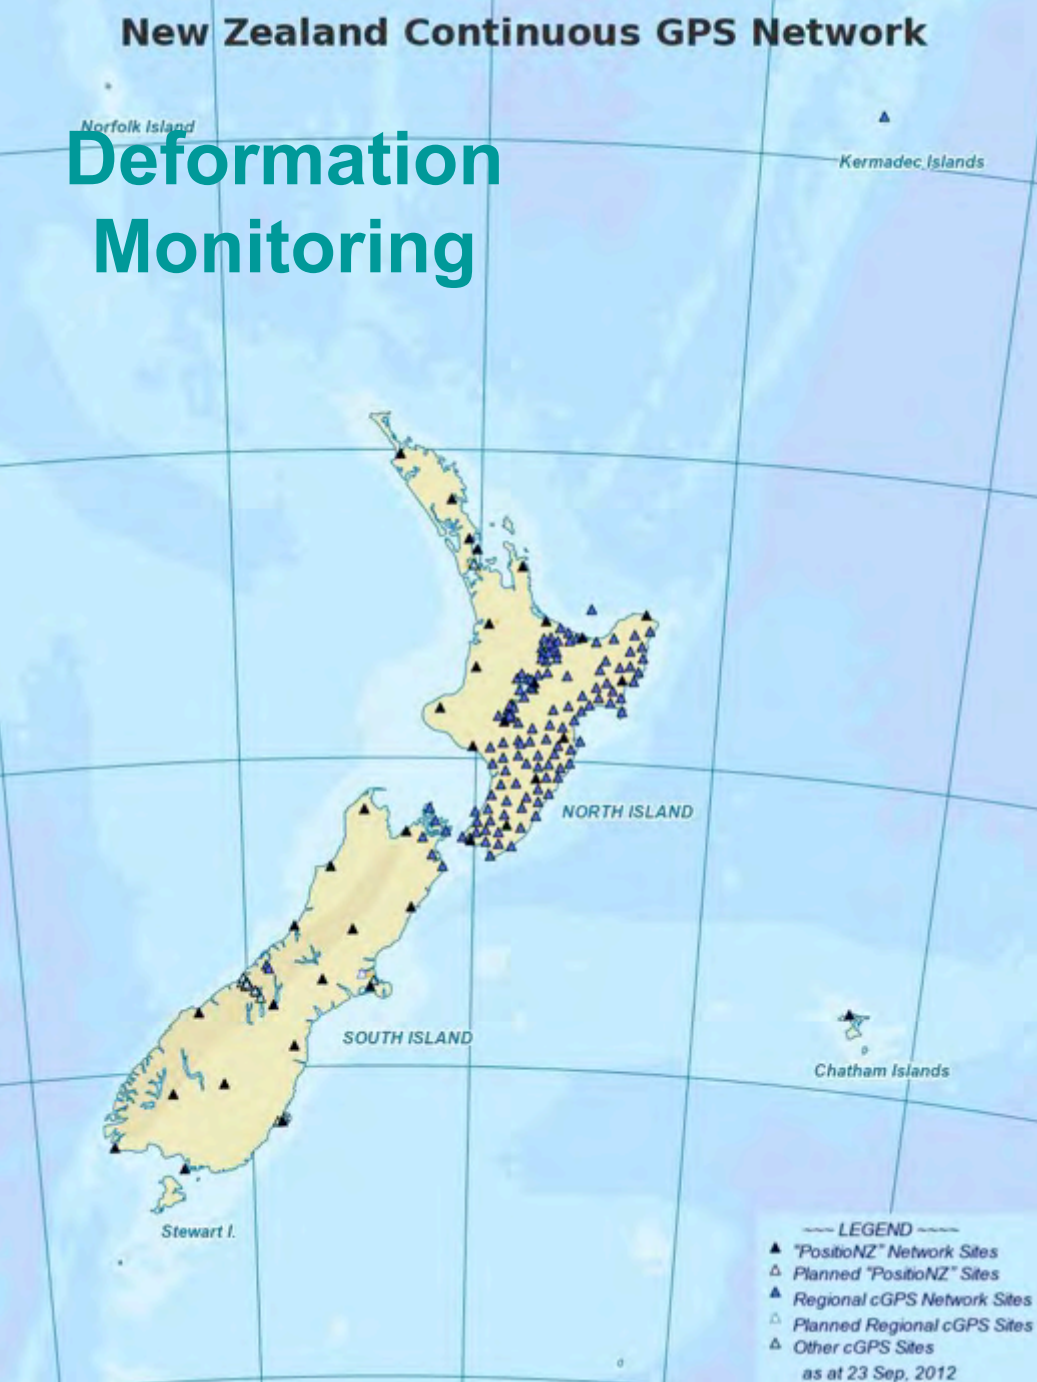 New Zealand Continuous GPS Network
Norfolk Island
Kermadec Islands
Deformation
Monitoring
NORTH ISLAND
SOUTH ISLAND
Chatham Islands
Stewart I.
~~~ LEGEND ~~~~
"PositioNZ" Network Sites
Planned "PositioNZ" Sites
Regional cGPS Network Sites
Planned Regional cGPS Sites
Other cGPS Sites
as at 23 Sep, 2012